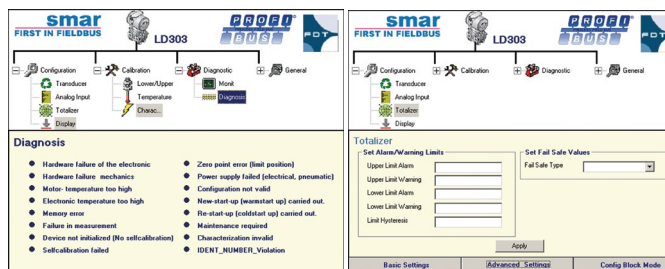 smar
FIRST IN FIELDBUS
LD303
PROFI
BUS
FDT
Configuration
Calibration
Diagnostic
General
Transducer
Analog Input
Totalizer
Display
Lower/Upper
Temperature
Charac...
Monit
Diagnosis
Diagnosis
Hardware failure of the electronic
Hardware failure mechanics
Motor- temperature too high
Electronic temperature too high
Memory error
Failure in measurement
Device not initialized (No selfcalibration)
Selfcalibration failed
Zero point error (limit position)
Power supply failed (electrical, pneumatic)
Configuration not valid
New-start-up (warmstart up) carried out.
Re-start-up (coldstart up) carried out.
Maintenance required
Characterization invalid
IDENT_NUMBER_Violation
smar
FIRST IN FIELDBUS
LD303
PROFI
BUS
FDT
Configuration
Calibration
Diagnostic
General
Transducer
Analog Input
Totalizer
Display
Totalizer
Set Alarm/Warning Limits
Upper Limit Alarm
Upper Limit Warning
Lower Limit Alarm
Lower Limit Warning
Limit Hysteresis
Set Fail Safe Values
Fail Safe Type
Apply
Basic Settings
Advanced Settings
Config Block Mode